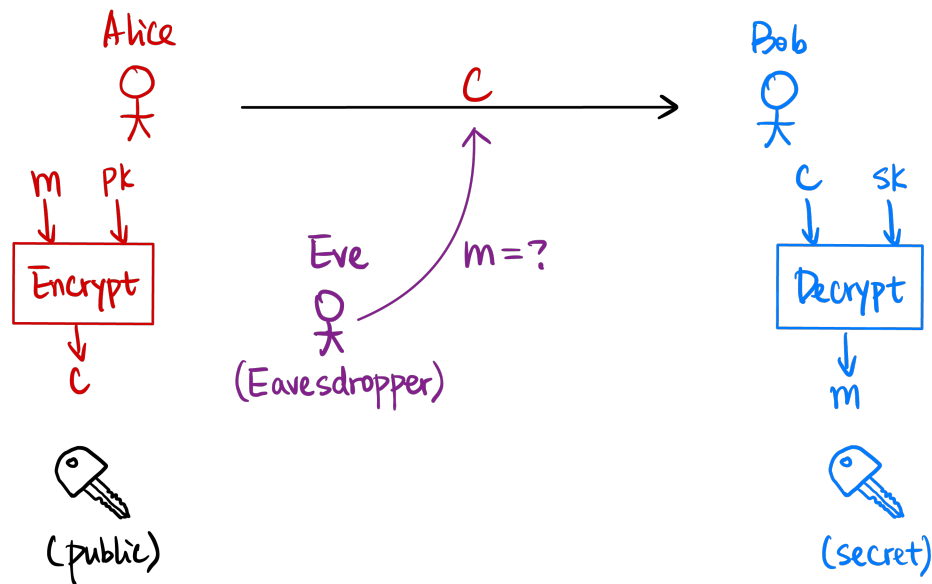 Alice
Bob
C
m pk
c sk
Encrypt
Eve
m=?
Decrypt
c
(Eavesdropper)
m
(public)
(secret)